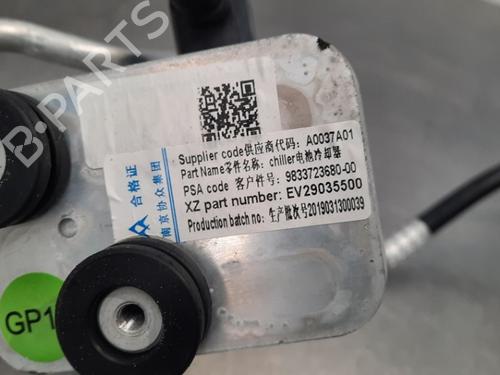 Supplier code供应商代码: A0037A01
Part Name零件名称: chiller电池冷却器
PSA code 客户件号: 9833723680-00
XZ part number: EV29035500
Production batch no: 生产批次号2019031300039
合格证
南京协众集团
GP1
B-PARTS